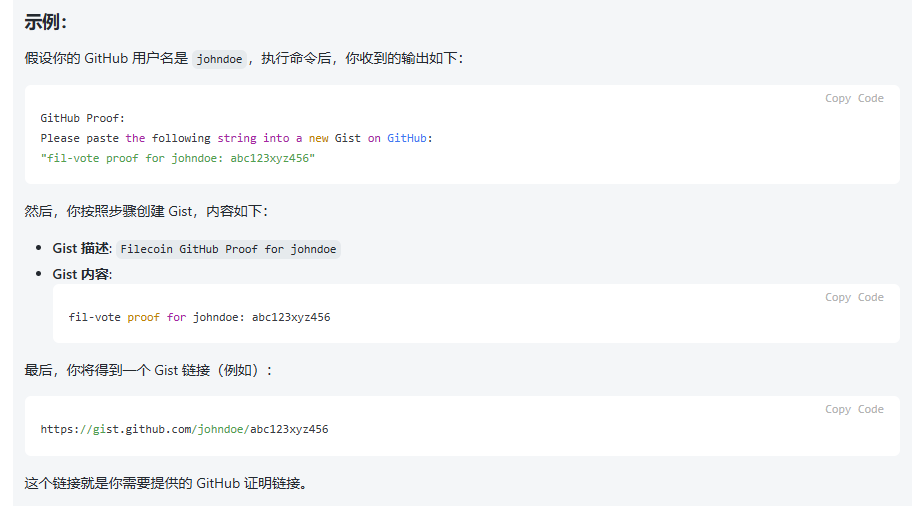 示例：
假设你的 GitHub 用户名是 johndoe，执行命令后，你收到的输出如下：
Copy Code
GitHub Proof:
Please paste the following string into a new Gist on GitHub:
"fil-vote proof for johndoe: abc123xyz456"
然后，你按照步骤创建 Gist，内容如下：
• Gist 描述: Filecoin GitHub Proof for johndoe
• Gist 内容:
Copy Code
fil-vote proof for johndoe: abc123xyz456
最后，你将得到一个 Gist 链接（例如）：
Copy Code
https://gist.github.com/johndoe/abc123xyz456
这个链接就是你需要提供的 GitHub 证明链接。